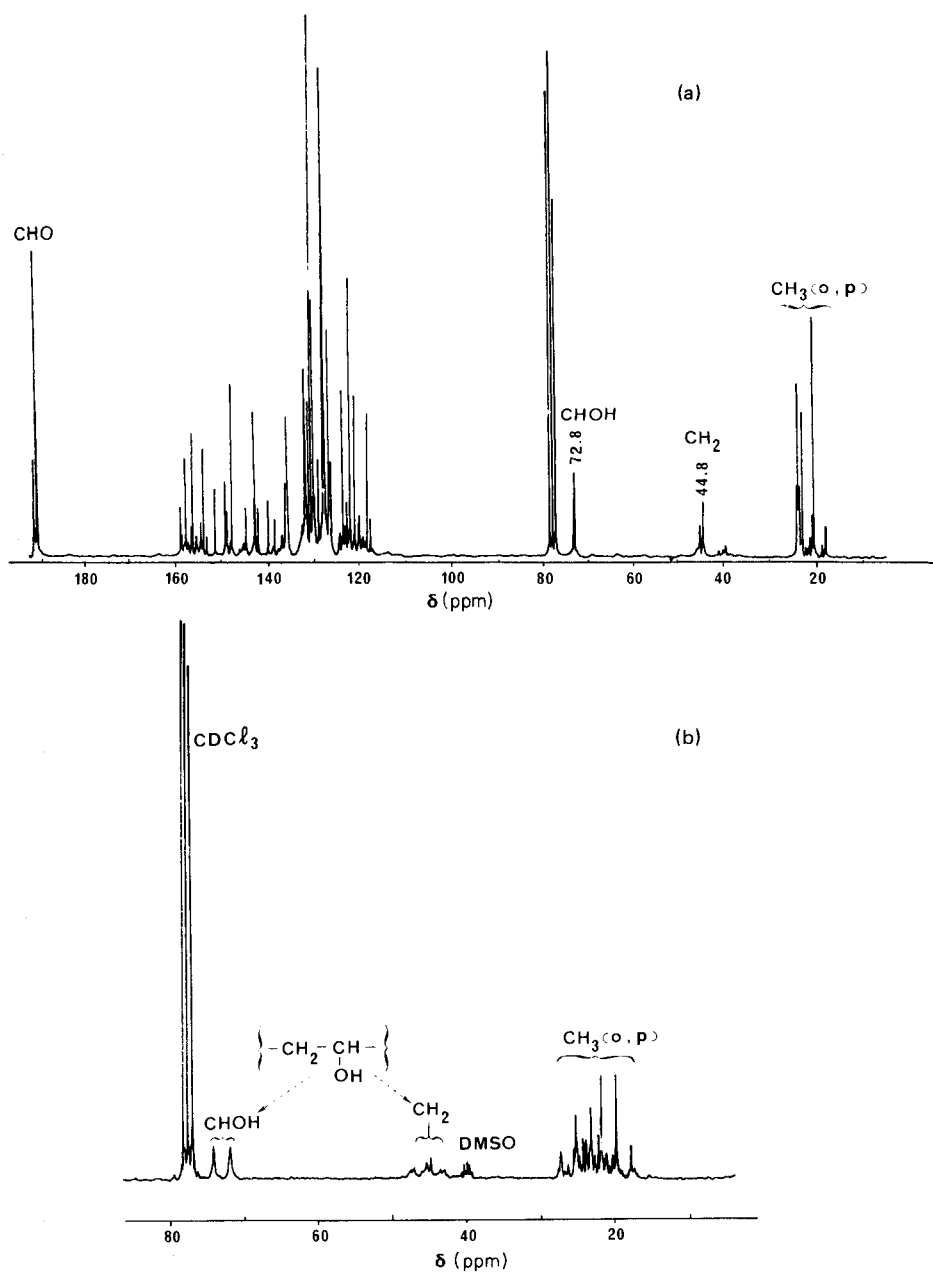 (a)
CHO
CH3(o,p)
CHOH
72.8
CH2
44.8
180 160 140 120 100 80 60 40 20
δ (ppm)
CDCℓ3
(b)
-CH2-CH-
OH
CH3(o,p)
CHOH
CH2
DMSO
80 60 40 20
δ (ppm)